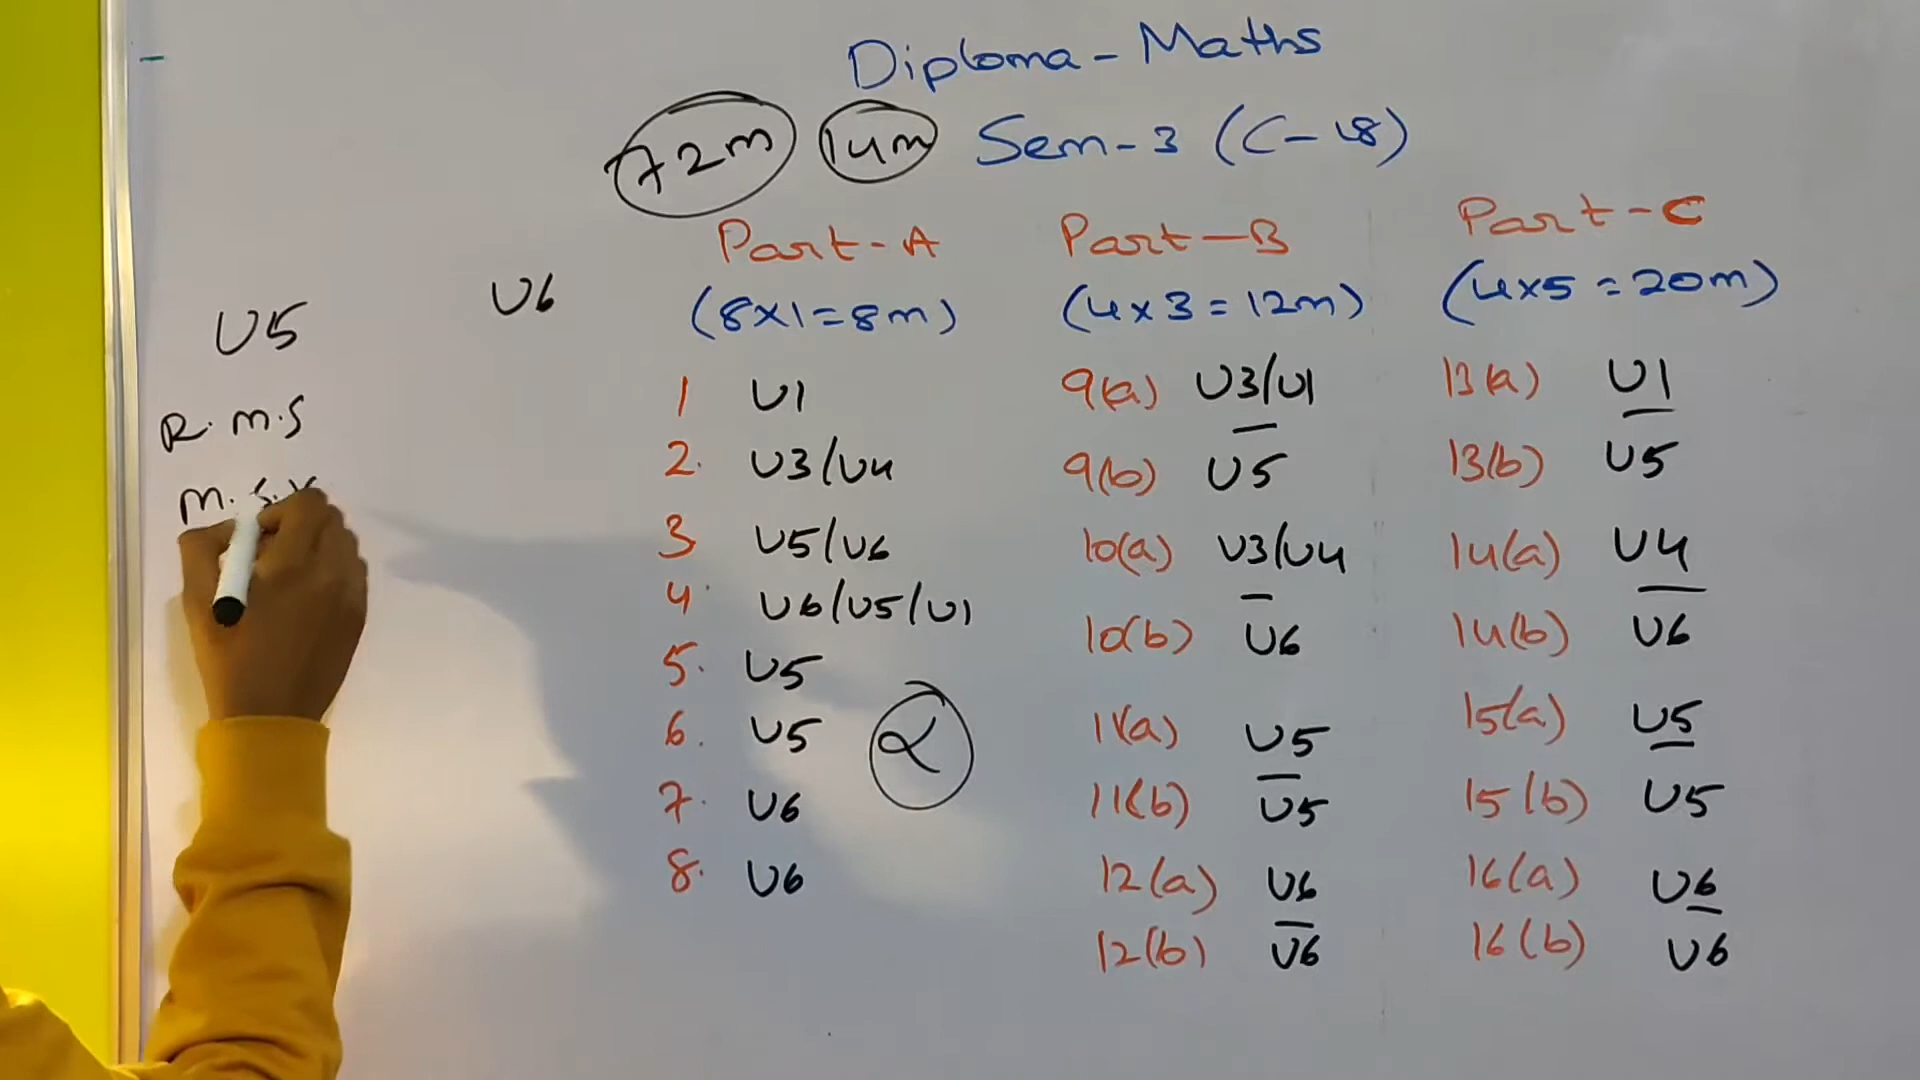 Diploma - Maths
72m 14m Sem-3 (C-18)
U5
R.M.S
U6
Part-A
(8x1=8m)
1 U1
2. U3/U4
3 U5/U6
4. U6/U5/U1
5. U5
6. U5
α
7. U6
8. U6
Part-B
(4x3=12m)
9(a) U3/U1
9(b) U5
10(a) U3/U4
10(b) U6
11(a) U5
11(b) U5
12(a) U6
12(b) U6
Part-C
(4x5=20m)
13(a) U1
13(b) U5
14(a) U4
14(b) U6
15(a) U5
15(b) U5
16(a) U6
16(b) U6